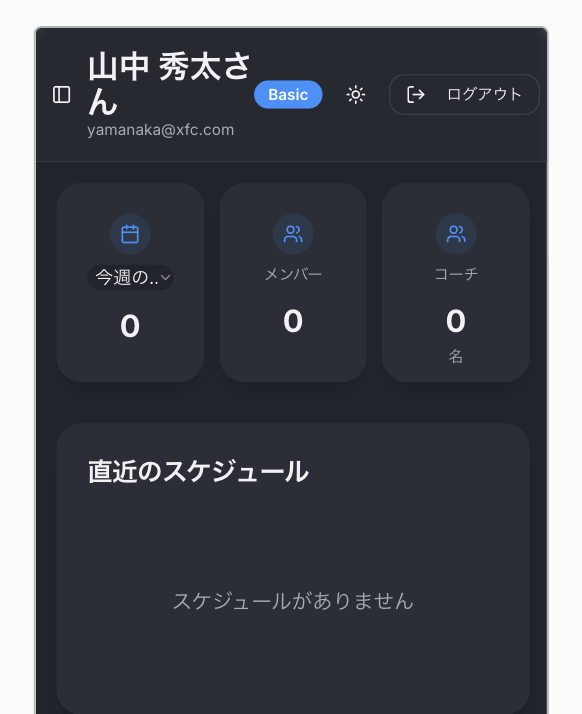 山中 秀太さ
ん
yamanaka@xfc.com
Basic
ログアウト
今週の..
0
メンバー
0
コーチ
0
名
直近のスケジュール
スケジュールがありません